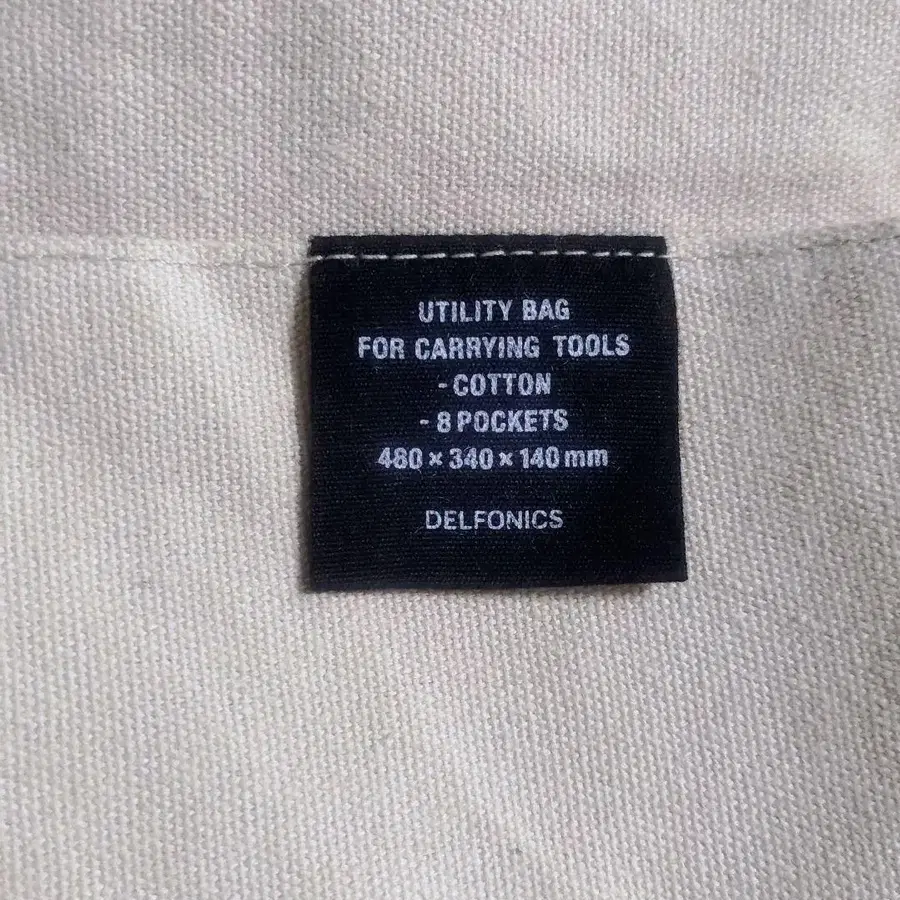 UTILITY BAG
FOR CARRYING TOOLS
- COTTON
- 8 POCKETS
480 × 340 × 140 mm
DELFONICS